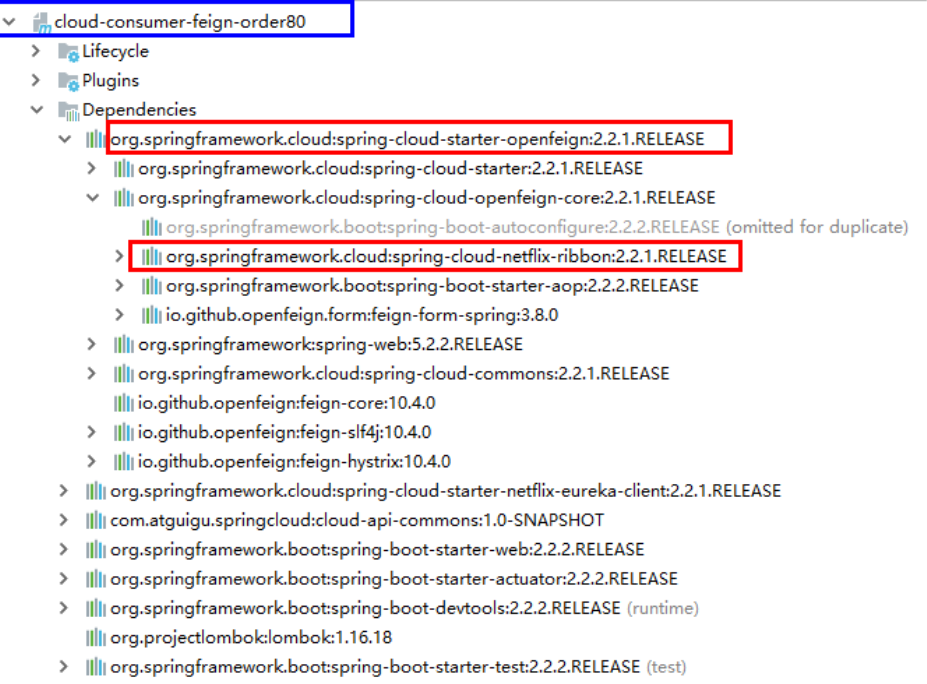 cloud-consumer-feign-order80
Lifecycle
Plugins
Dependencies
org.springframework.cloud:spring-cloud-starter-openfeign:2.2.1.RELEASE
org.springframework.cloud:spring-cloud-starter:2.2.1.RELEASE
org.springframework.cloud:spring-cloud-openfeign-core:2.2.1.RELEASE
org.springframework.boot:spring-boot-autoconfigure:2.2.2.RELEASE (omitted for duplicate)
org.springframework.cloud:spring-cloud-netflix-ribbon:2.2.1.RELEASE
org.springframework.boot:spring-boot-starter-aop:2.2.2.RELEASE
io.github.openfeign.form:feign-form-spring:3.8.0
org.springframework:spring-web:5.2.2.RELEASE
org.springframework.cloud:spring-cloud-commons:2.2.1.RELEASE
io.github.openfeign:feign-core:10.4.0
io.github.openfeign:feign-slf4j:10.4.0
io.github.openfeign:feign-hystrix:10.4.0
org.springframework.cloud:spring-cloud-starter-netflix-eureka-client:2.2.1.RELEASE
com.atguigu.springcloud:cloud-api-commons:1.0-SNAPSHOT
org.springframework.boot:spring-boot-starter-web:2.2.2.RELEASE
org.springframework.boot:spring-boot-starter-actuator:2.2.2.RELEASE
org.springframework.boot:spring-boot-devtools:2.2.2.RELEASE (runtime)
org.projectlombok:lombok:1.16.18
org.springframework.boot:spring-boot-starter-test:2.2.2.RELEASE (test)